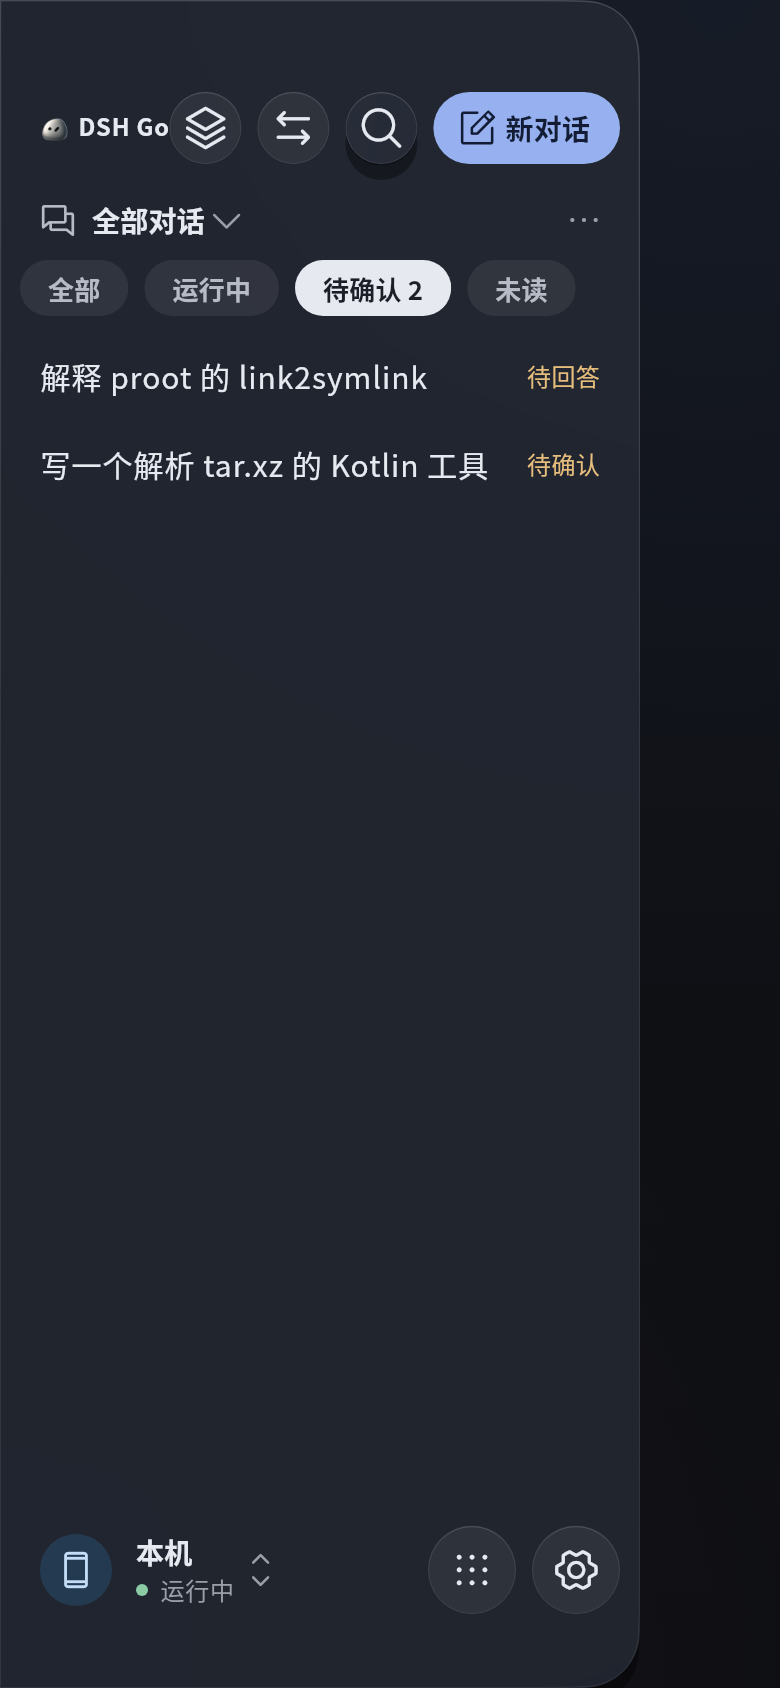 DSH Go
新对话
全部对话
全部 运行中 待确认 2 未读
解释 proot 的 link2symlink 待回答
写一个解析 tar.xz 的 Kotlin 工具 待确认
本机
运行中